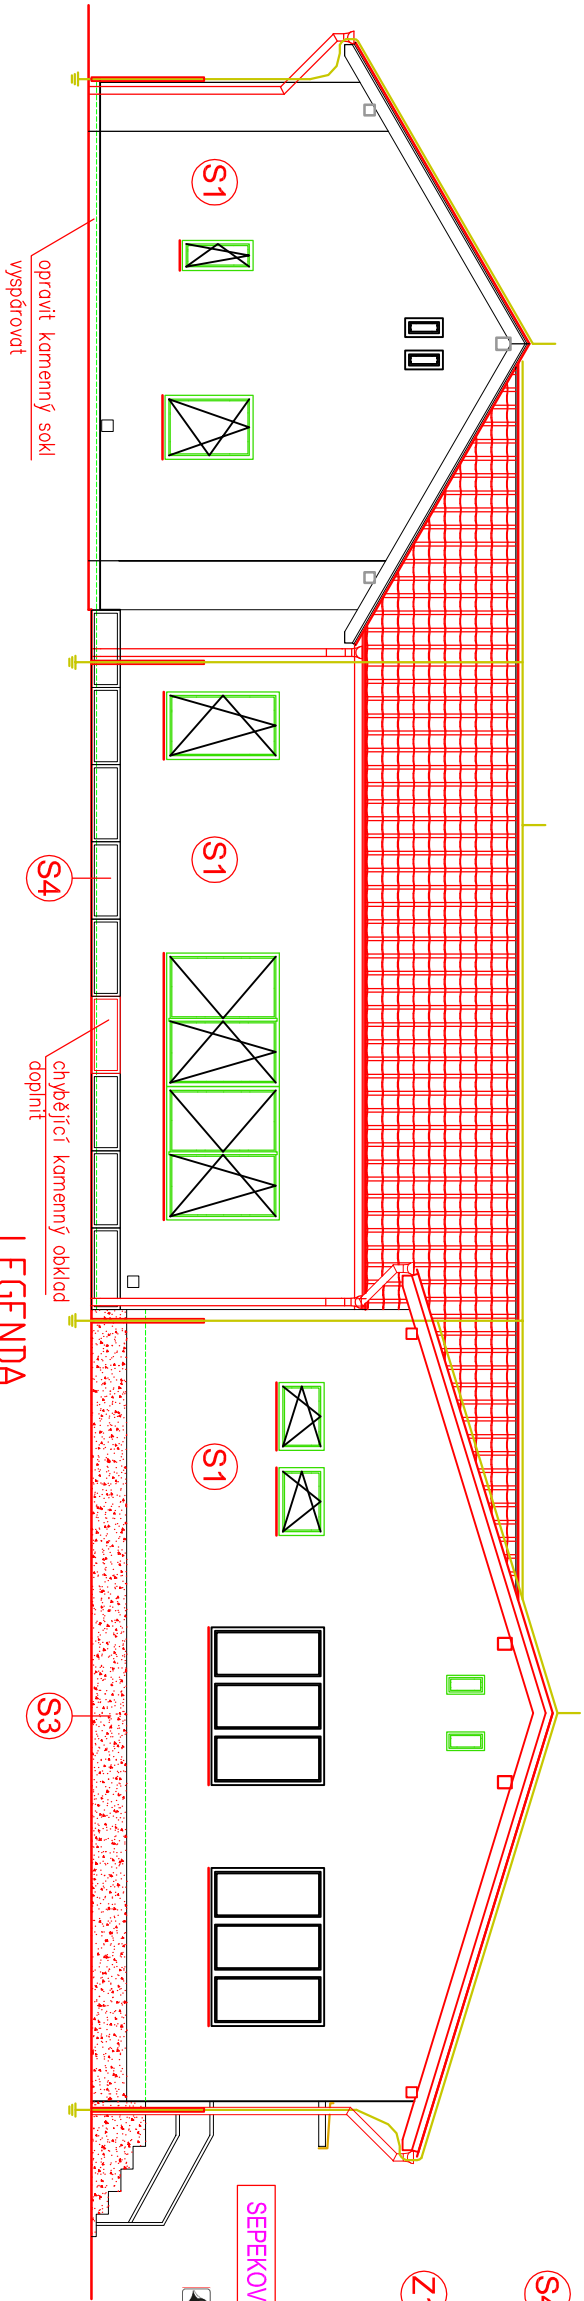 S1
opravit kamenný sokl
vyspárovat
S1
S4
chybějící kamenný obklad
doplnit
LEGENDA
S1
S3
SEPEKOV